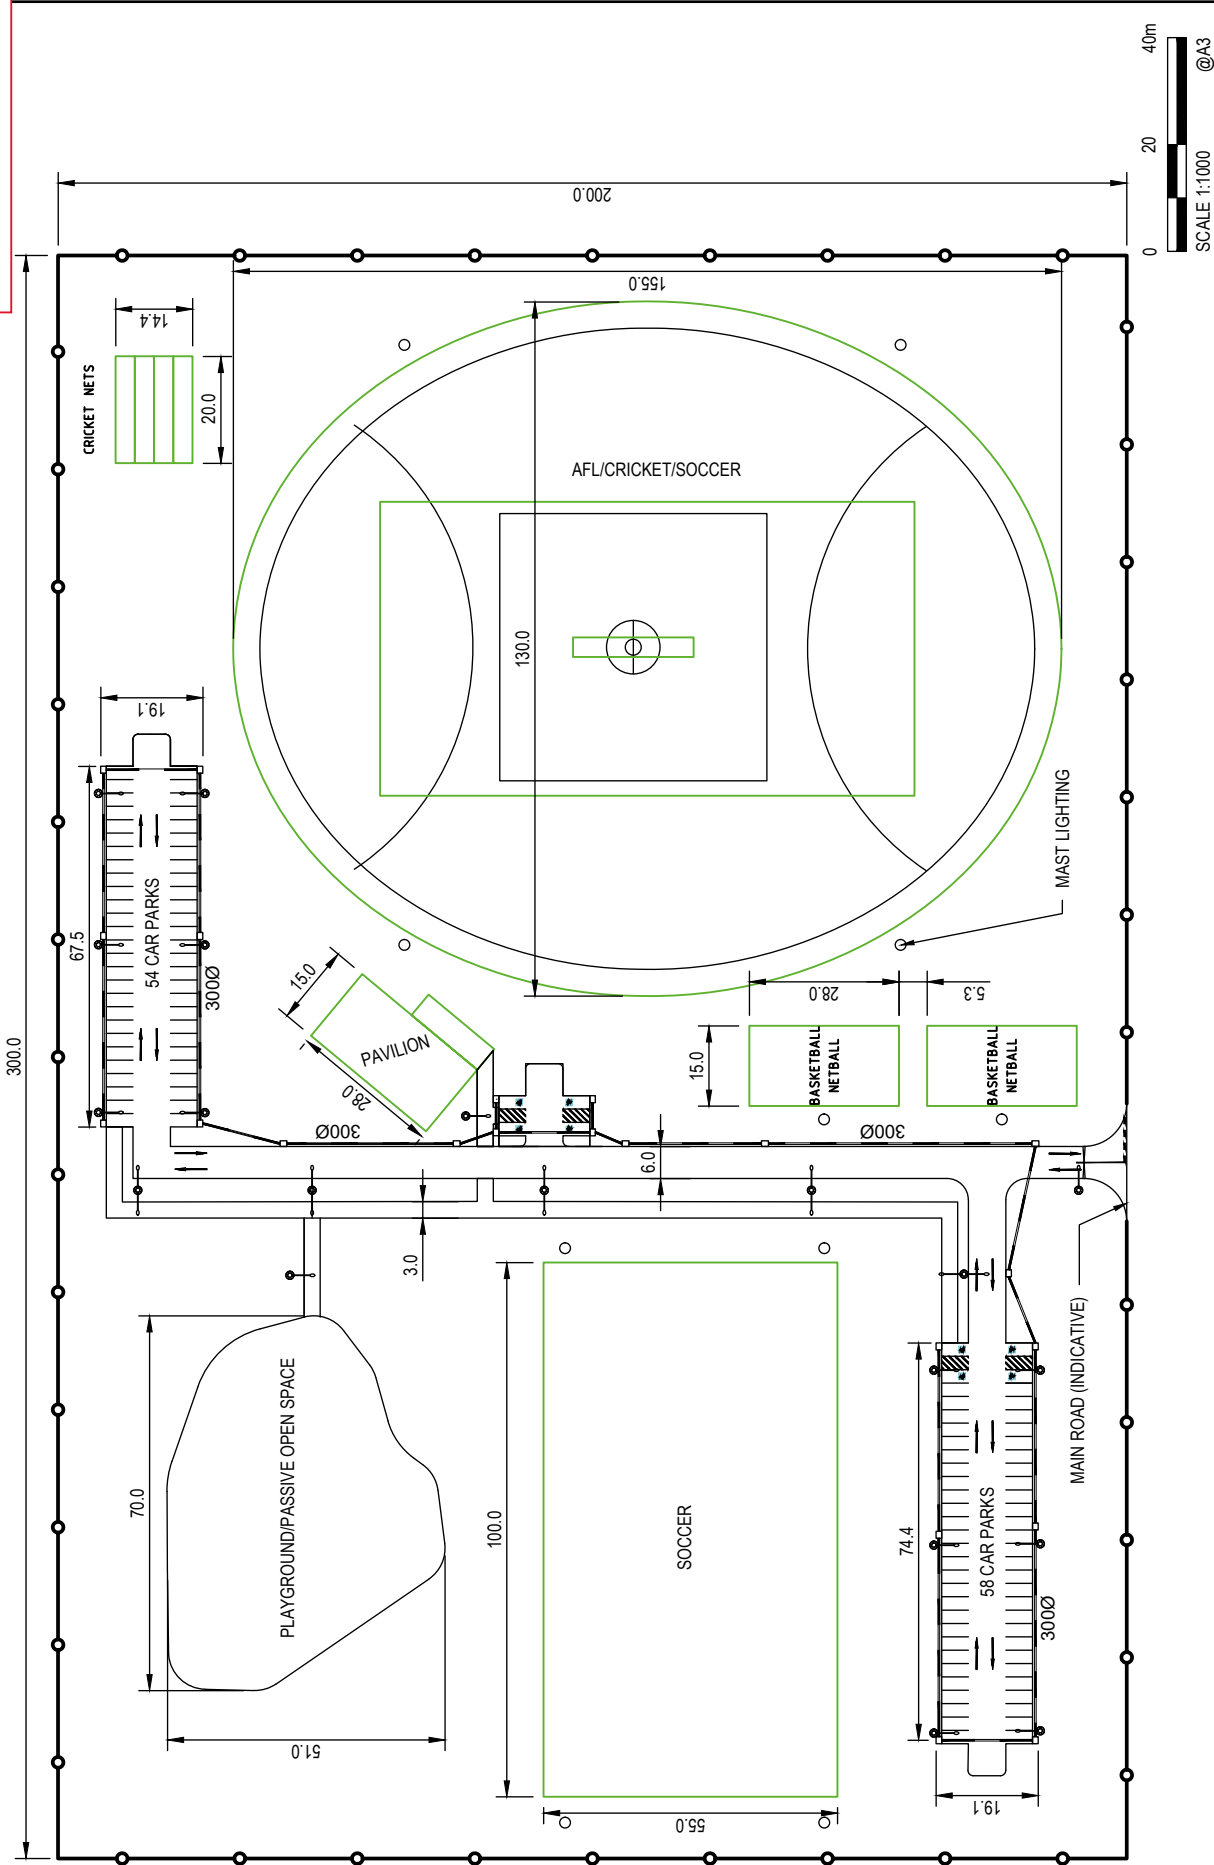 40m
20
0
@A3
SCALE 1:1000
200.0
300.0
155.0
14.4
CRICKET NETS
20.0
AFL/CRICKET/SOCCER
130.0
19.1
67.5
54 CAR PARKS
300Ø
MAST LIGHTING
15.0
PAVILION
28.0
28.0
5.3
15.0
BASKETBALL
NETBALL
BASKETBALL
NETBALL
300Ø
300Ø
6.0
3.0
MAIN ROAD (INDICATIVE)
70.0
PLAYGROUND/PASSIVE OPEN SPACE
51.0
100.0
SOCCER
55.0
74.4
58 CAR PARKS
300Ø
19.1